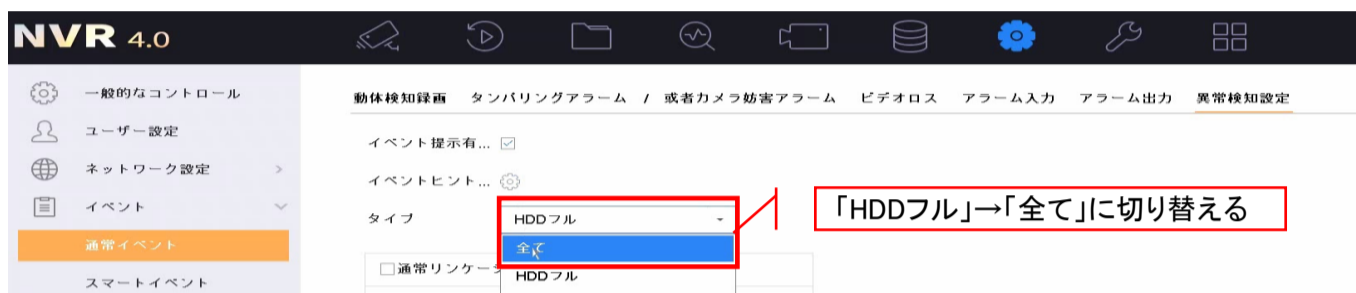 NVR 4.0
一般的なコントロール
ユーザー設定
ネットワーク設定 >
イベント
通常イベント
スマートイベント
動体検知録画 タンパリングアラーム / 或者カメラ妨害アラーム ビデオロス アラーム入力 アラーム出力 異常検知設定
イベント提示有...
イベントヒント...
タイプ HDDフル
全て
HDDフル
通常リンケージ
「HDDフル」→「全て」に切り替える